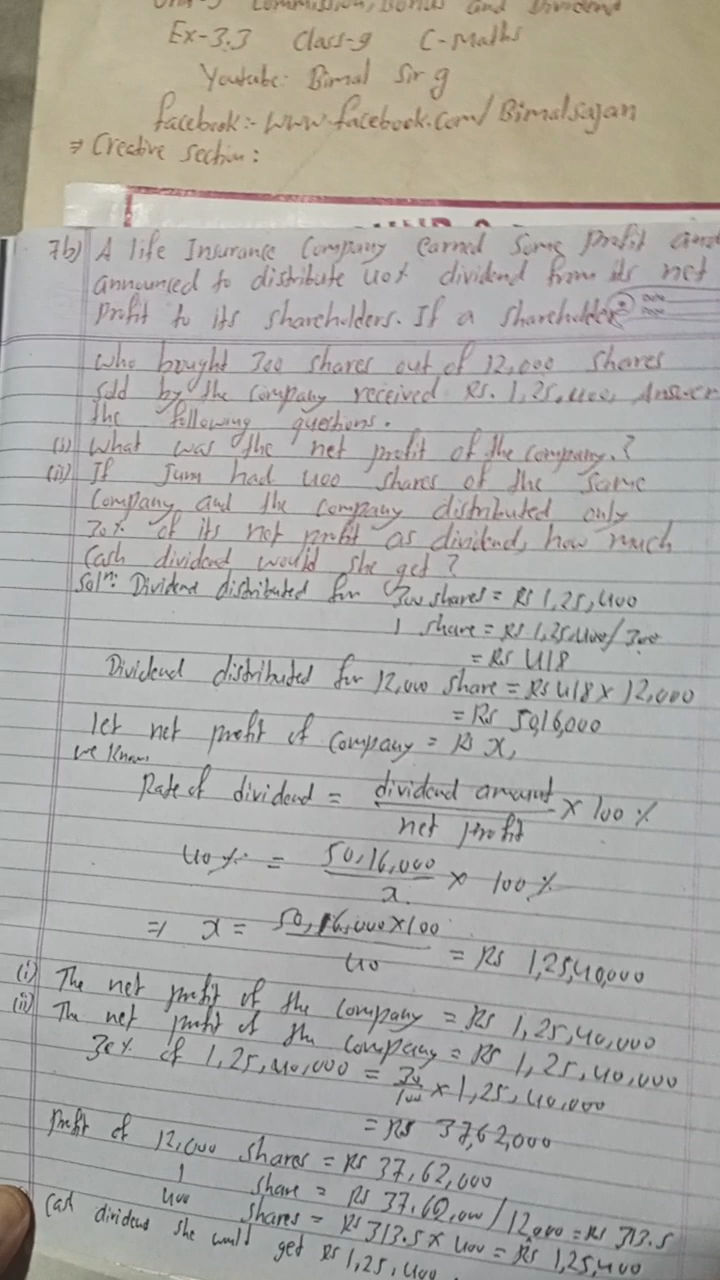 Commission, Bonus and Dividend
Ex-3.3 Class-9 C-Maths
Youtube: Bimal Sir g
facebook:- www.facebook.com/Bimalsajan
⇒ Creative section:
7b) A life Insurance Company earned some profit and
announced to distribute 40% dividend from its net
profit to its shareholders. If a shareholder
who bought 300 shares out of 12,000 shares
sold by the company received Rs. 1,25,400, Answer
the following questions.
(i) What was the net profit of the company.?
(ii) If had 400 shares of the same
Company and the company distributed only
30% of its net profit as dividend, how much
Cash dividend would she get?
Solⁿ: Dividend distributed for 300 shares = Rs 1,25,400
1 share = Rs 1,25,400/300
= Rs 418
Dividend distributed for 12,000 share = Rs 418 x 12,000
= Rs 50,16,000
let net profit of Company = Rs x,
we know
Rate of dividend = dividend amount / net profit x 100%
40% = 50,16,000 / x x 100%
⇒ x = 50,16,000x100 / 40 = Rs 1,25,40,000
(i) The net profit of the company = Rs 1,25,40,000
(ii) The net profit of the company = Rs 1,25,40,000
30% of 1,25,40,000 = 30/100 x 1,25,40,000
= Rs 37,62,000
profit of 12,000 shares = Rs 37,62,000
1 share = Rs 37,62,000/12,000 = Rs 313.5
400 shares = Rs 313.5 x 400 = Rs 1,25,400
Cash dividend she would get Rs 1,25,400.